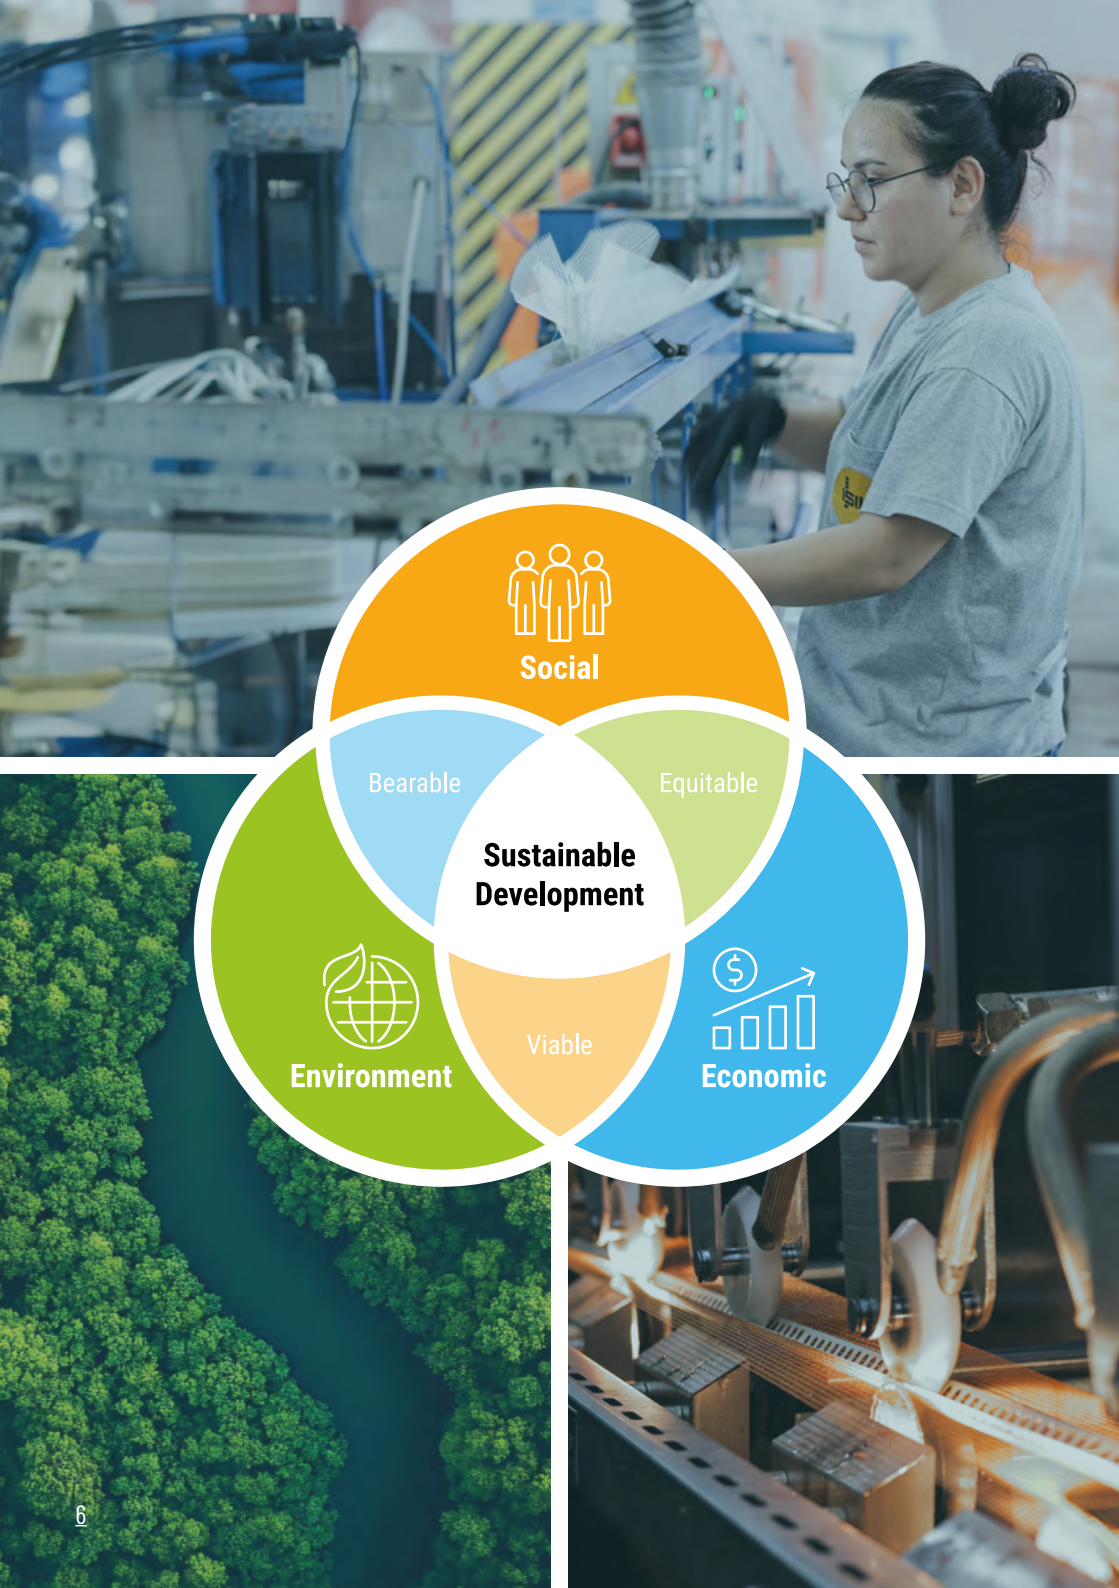 Social
Bearable
Equitable
Sustainable
Development
Viable
Environment
Economic
6